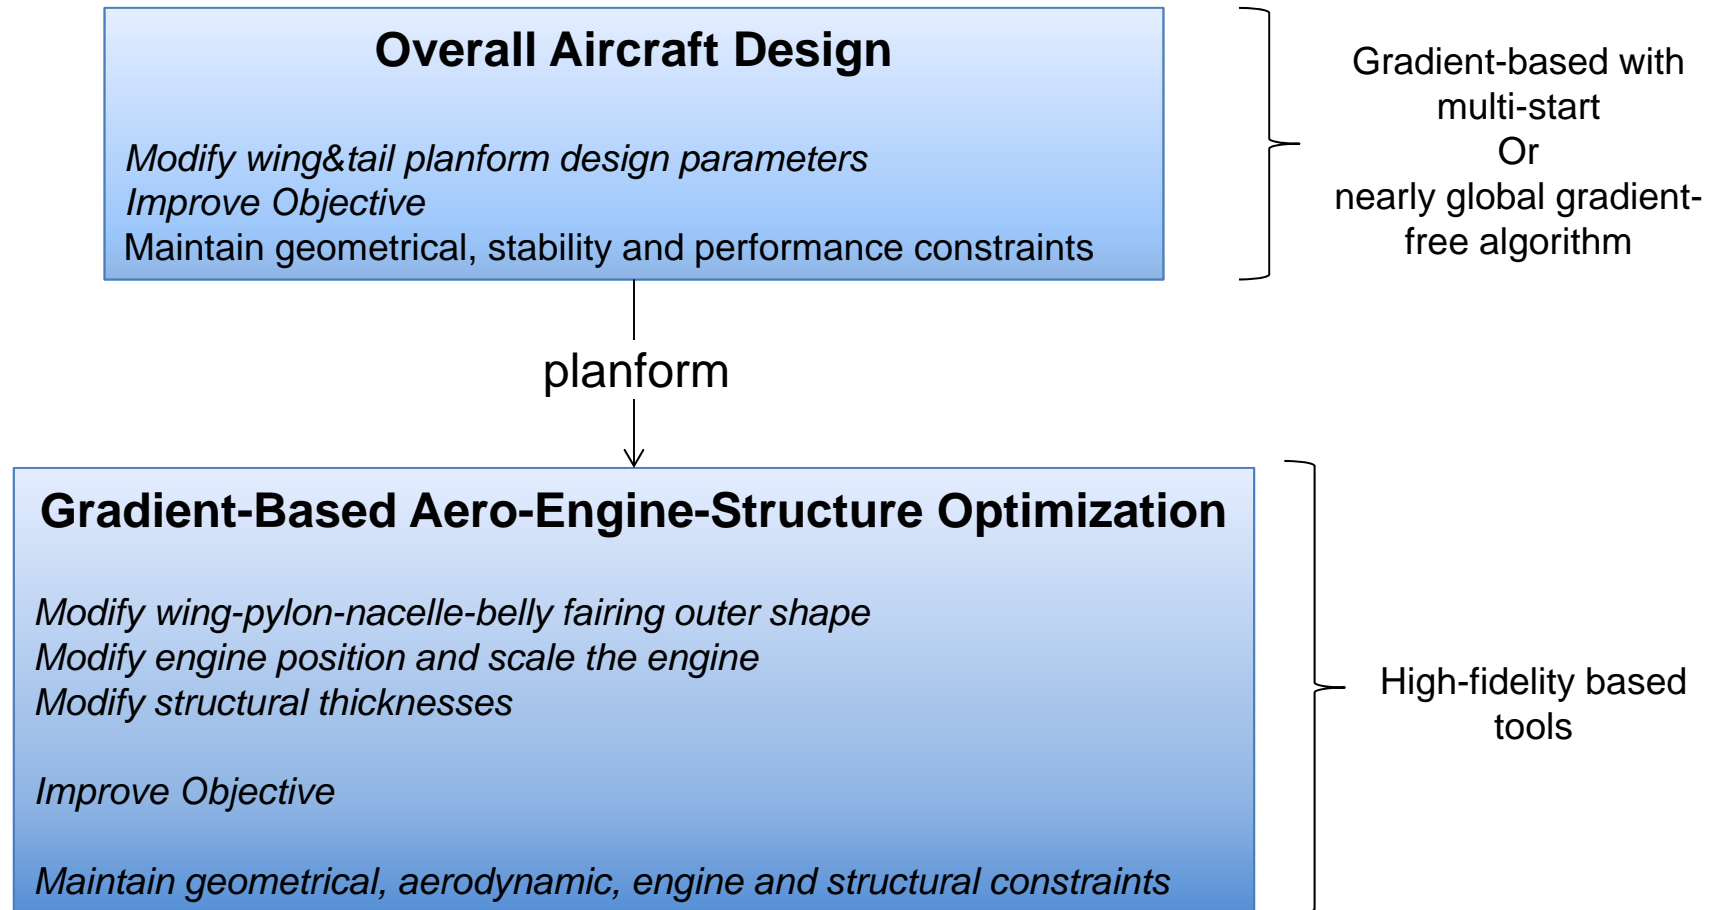 Overall Aircraft Design
Modify wing&tail planform design parameters
Improve Objective
Maintain geometrical, stability and performance constraints
Gradient-based with
multi-start
Or
nearly global gradient-
free algorithm
planform
Gradient-Based Aero-Engine-Structure Optimization
Modify wing-pylon-nacelle-belly fairing outer shape
Modify engine position and scale the engine
Modify structural thicknesses
Improve Objective
Maintain geometrical, aerodynamic, engine and structural constraints
High-fidelity based
tools